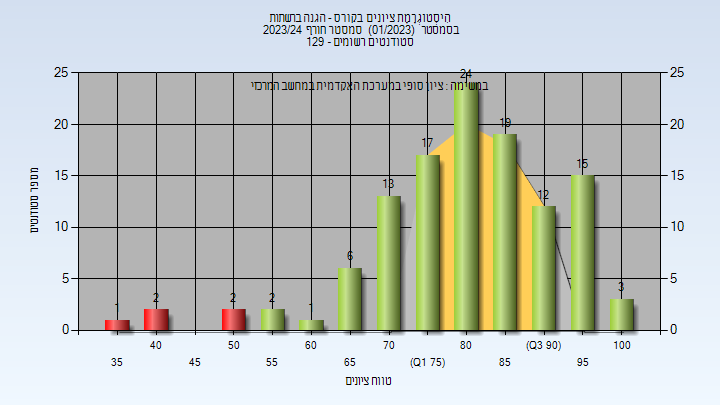 היסטוגרמת ציונים בקורס - הגנה ברשתות
בסמסטר (01/2023) סמסטר חורף 2023/24
סטודנטים רשומים - 129
במשימה : ציון סופי במערכת האקדמית במחשב המרכזי
מספר סטודנטים
25 25
20 20
15 15
10 10
5 5
0 0
1 2 2 2 1 6 13 17 24 19 12 15 3
40 50 60 70 80 (Q3 90) 100
35 45 55 65 (Q1 75) 85 95
טווח ציונים